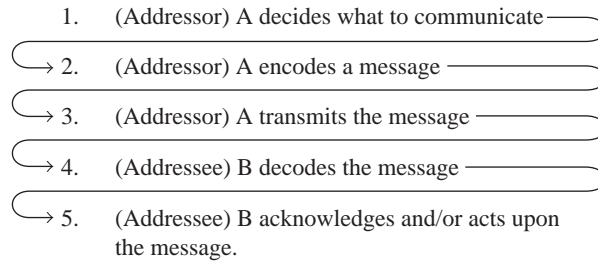 1. (Addressor) A decides what to communicate
2. (Addressor) A encodes a message
3. (Addressor) A transmits the message
4. (Addressee) B decodes the message
5. (Addressee) B acknowledges and/or acts upon
the message.